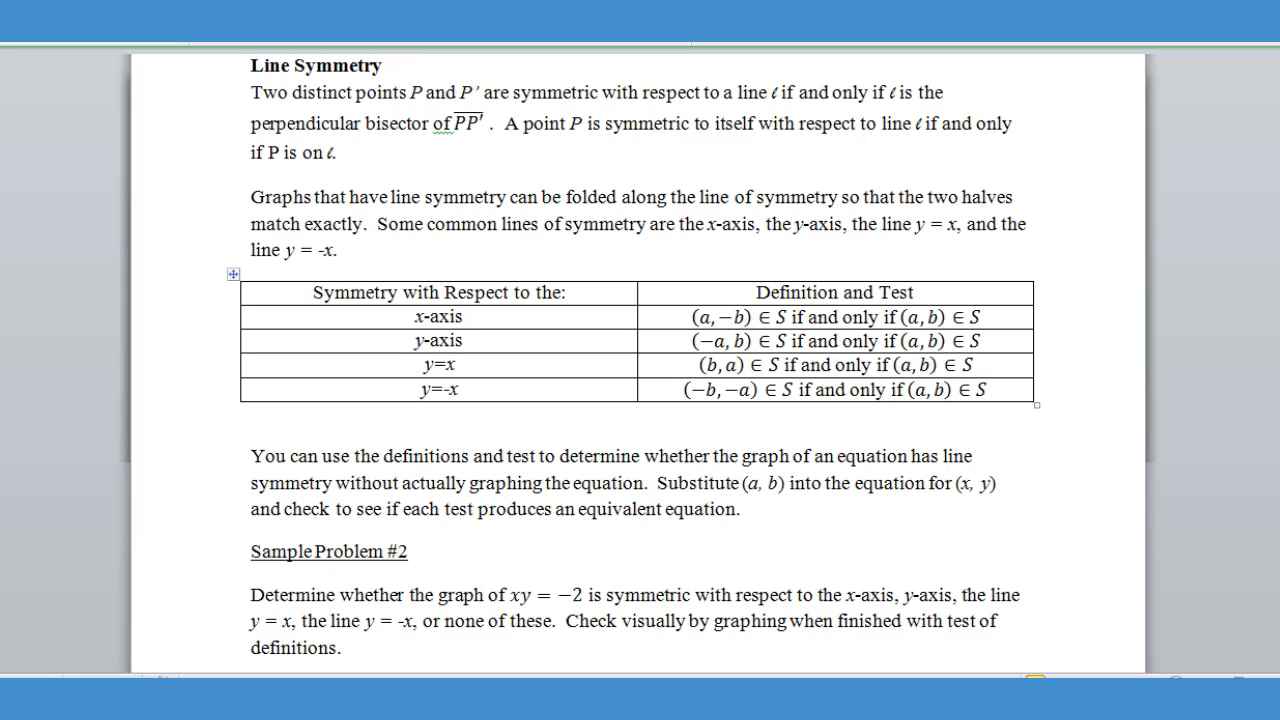 Line Symmetry
Two distinct points P and P' are symmetric with respect to a line ℓ if and only if ℓ is the
perpendicular bisector of P̅P̅'̅ . A point P is symmetric to itself with respect to line ℓ if and only
if P is on ℓ.
Graphs that have line symmetry can be folded along the line of symmetry so that the two halves
match exactly. Some common lines of symmetry are the x-axis, the y-axis, the line y = x, and the
line y = -x.
Symmetry with Respect to the: Definition and Test
x-axis (a, −b) ∈ S if and only if (a, b) ∈ S
y-axis (−a, b) ∈ S if and only if (a, b) ∈ S
y=x (b, a) ∈ S if and only if (a, b) ∈ S
y=-x (−b, −a) ∈ S if and only if (a, b) ∈ S
You can use the definitions and test to determine whether the graph of an equation has line
symmetry without actually graphing the equation. Substitute (a, b) into the equation for (x, y)
and check to see if each test produces an equivalent equation.
Sample Problem #2
Determine whether the graph of xy = −2 is symmetric with respect to the x-axis, y-axis, the line
y = x, the line y = -x, or none of these. Check visually by graphing when finished with test of
definitions.